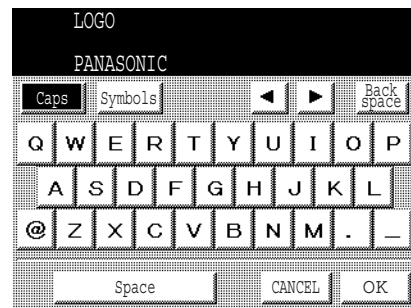 LOGO
PANASONIC
Caps Symbols ◄ ► Back space
Q W E R T Y U I O P
A S D F G H J K L
@ Z X C V B N M . _
Space CANCEL OK